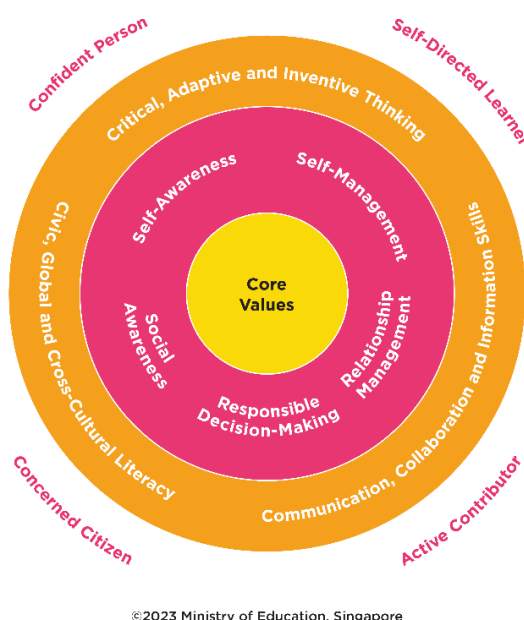 Confident Person
Self-Directed Learner
Critical, Adaptive and Inventive Thinking
Self-Awareness
Self-Management
Civic, Global and Cross-Cultural Literacy
Communication, Collaboration and Information Skills
Core
Values
Social
Awareness
Relationship
Management
Responsible
Decision-Making
Concerned Citizen
Active Contributor
©2023 Ministry of Education, Singapore